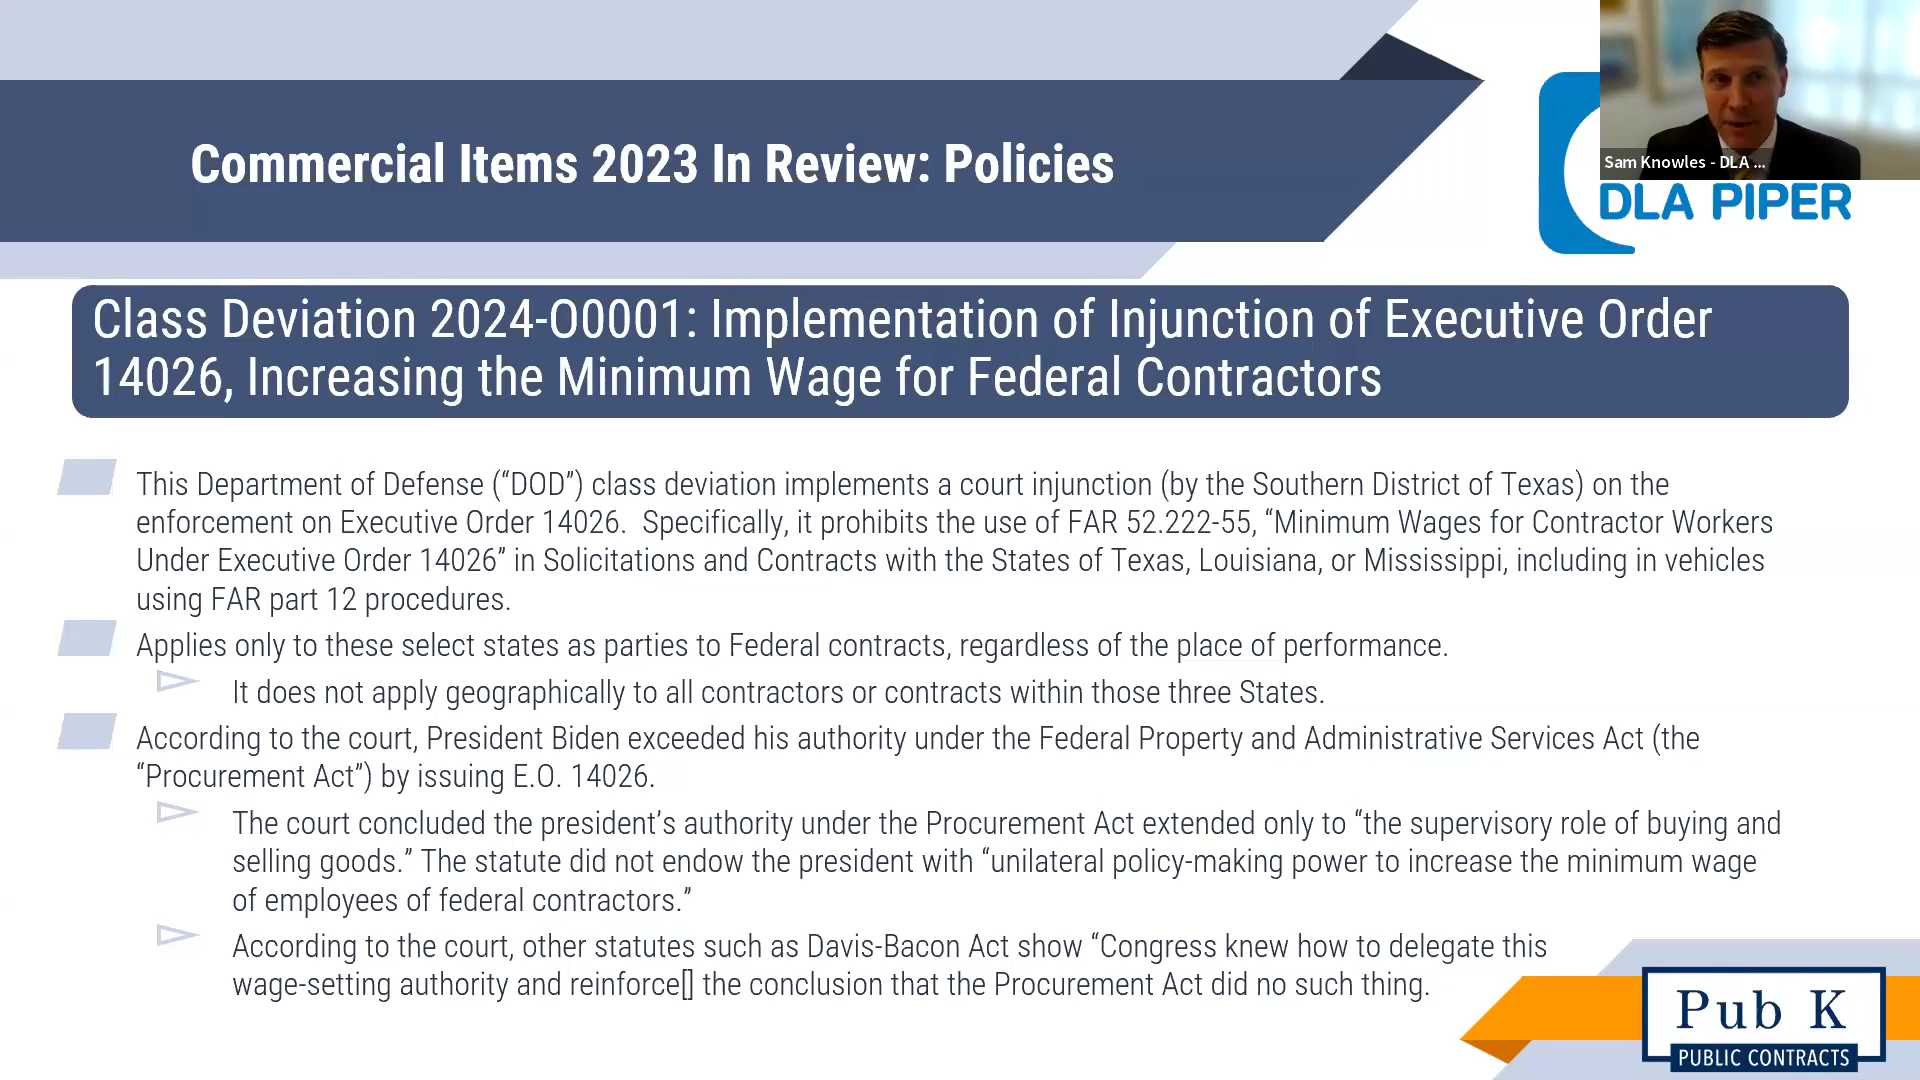 Commercial Items 2023 In Review: Policies
Sam Knowles - DLA ...
DLA PIPER
Class Deviation 2024-O0001: Implementation of Injunction of Executive Order
14026, Increasing the Minimum Wage for Federal Contractors
This Department of Defense (“DOD”) class deviation implements a court injunction (by the Southern District of Texas) on the
enforcement on Executive Order 14026.  Specifically, it prohibits the use of FAR 52.222-55, “Minimum Wages for Contractor Workers
Under Executive Order 14026” in Solicitations and Contracts with the States of Texas, Louisiana, or Mississippi, including in vehicles
using FAR part 12 procedures.
Applies only to these select states as parties to Federal contracts, regardless of the place of performance.
It does not apply geographically to all contractors or contracts within those three States.
According to the court, President Biden exceeded his authority under the Federal Property and Administrative Services Act (the
“Procurement Act”) by issuing E.O. 14026.
The court concluded the president’s authority under the Procurement Act extended only to “the supervisory role of buying and
selling goods.” The statute did not endow the president with “unilateral policy-making power to increase the minimum wage
of employees of federal contractors.”
According to the court, other statutes such as Davis-Bacon Act show “Congress knew how to delegate this
wage-setting authority and reinforce[] the conclusion that the Procurement Act did no such thing.
Pub K
PUBLIC CONTRACTS